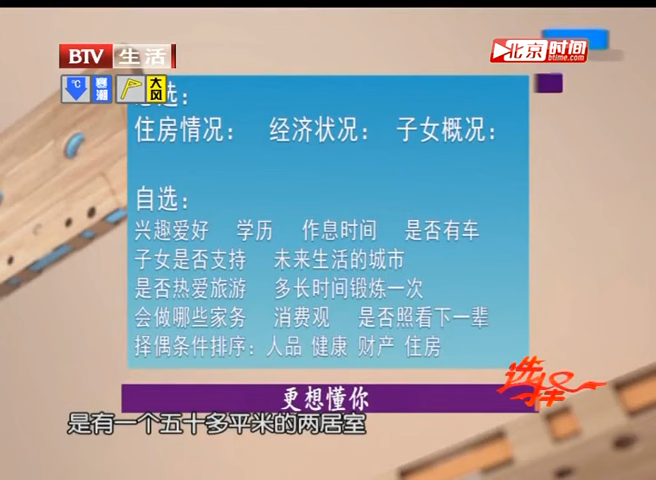 BTV 生活
北京时间
btime.com
℃ 寒潮 大风
选：
住房情况： 经济状况： 子女概况：
自选：
兴趣爱好 学历 作息时间 是否有车
子女是否支持 未来生活的城市
是否热爱旅游 多长时间锻炼一次
会做哪些家务 消费观 是否照看下一辈
择偶条件排序：人品 健康 财产 住房
选择
更想懂你
是有一个五十多平米的两居室